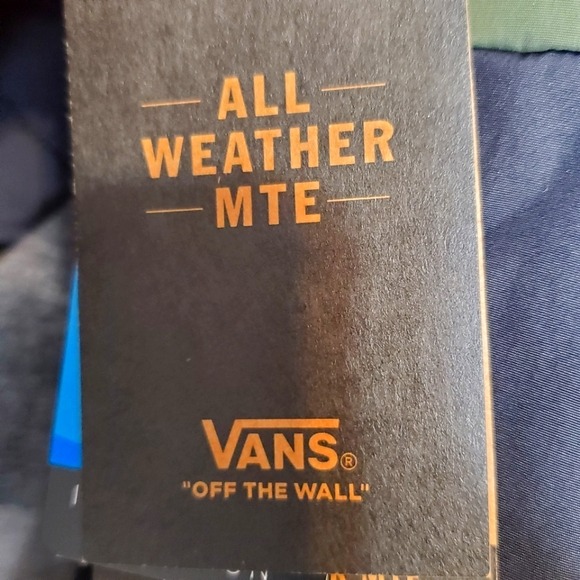 ALL
WEATHER
MTE
VANS®
"OFF THE WALL"